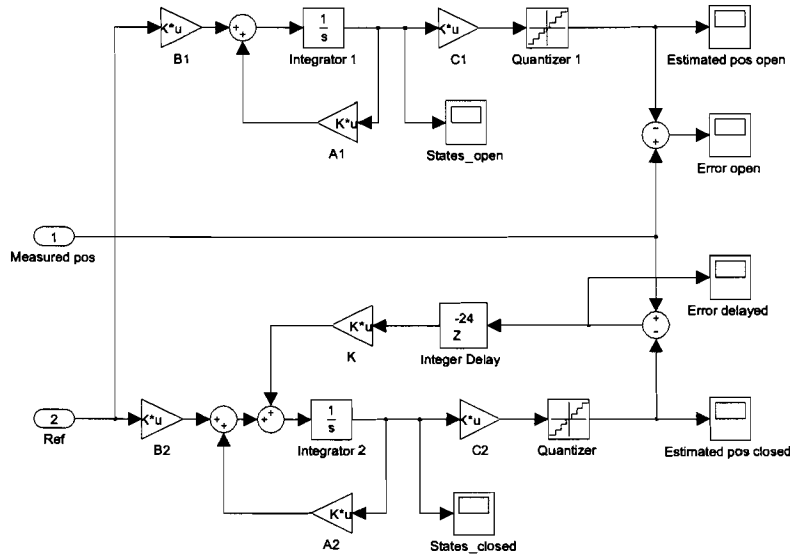 K*u
B1
+
+
1
s
Integrator 1
K*u
C1
Quantizer 1
Estimated pos open
K*u
A1
States_open
-
+
Error open
1
Measured pos
Error delayed
K*u
K
-24
Z
Integer Delay
+
-
2
Ref
K*u
B2
+
+
+
+
1
s
Integrator 2
K*u
C2
Quantizer
Estimated pos closed
K*u
A2
States_closed